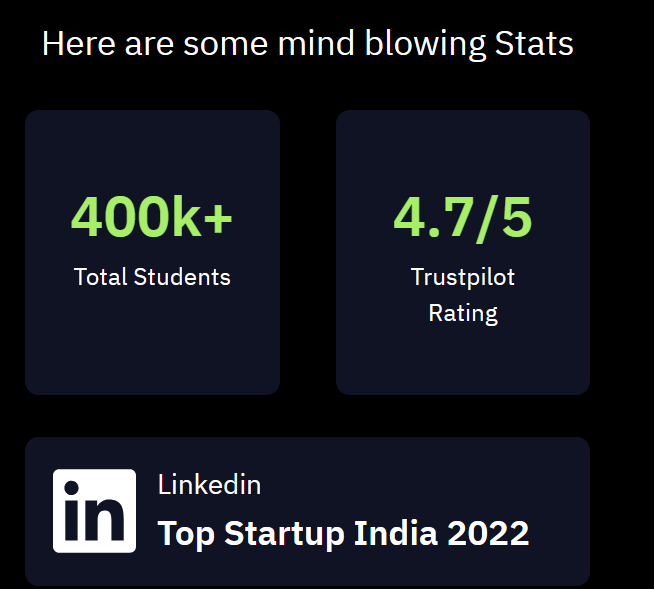 Here are some mind blowing Stats
400k+
Total Students
4.7/5
Trustpilot
Rating
in
Linkedin
Top Startup India 2022